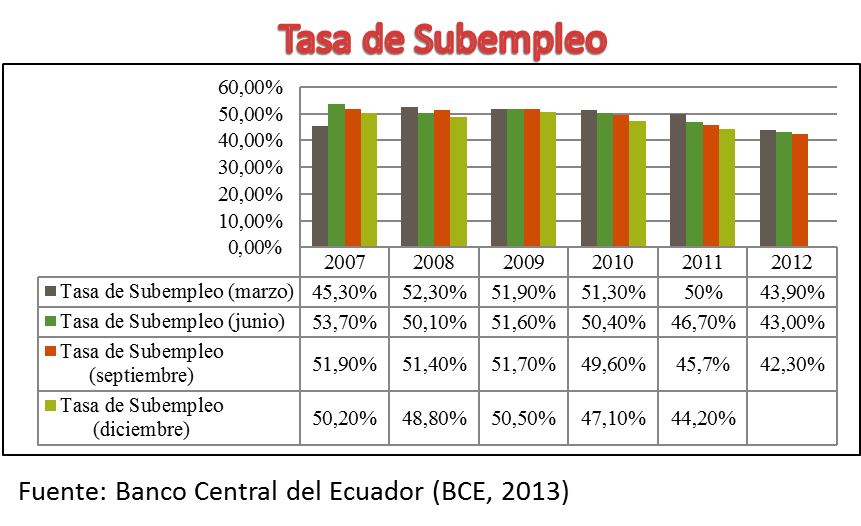 Tasa de Subempleo
60,00%
50,00%
40,00%
30,00%
20,00%
10,00%
0,00%
2007 2008 2009 2010 2011 2012
Tasa de Subempleo (marzo) 45,30% 52,30% 51,90% 51,30% 50% 43,90%
Tasa de Subempleo (junio) 53,70% 50,10% 51,60% 50,40% 46,70% 43,00%
Tasa de Subempleo
(septiembre) 51,90% 51,40% 51,70% 49,60% 45,7% 42,30%
Tasa de Subempleo
(diciembre) 50,20% 48,80% 50,50% 47,10% 44,20%
Fuente: Banco Central del Ecuador (BCE, 2013)